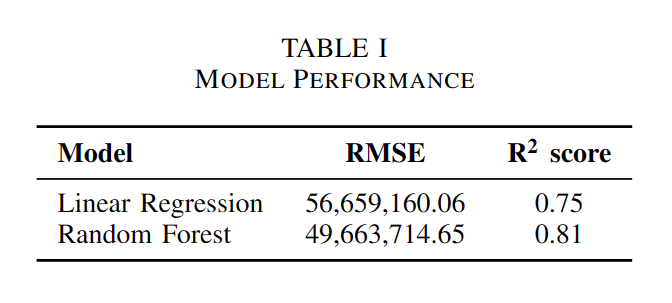 TABLE I
MODEL PERFORMANCE
Model RMSE R² score
Linear Regression 56,659,160.06 0.75
Random Forest 49,663,714.65 0.81